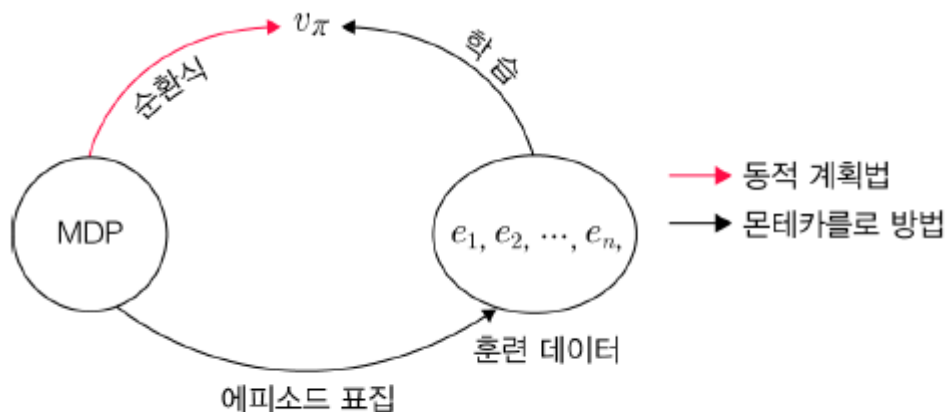 v_π
순환식
학습
MDP
e_1, e_2, ⋯, e_n,
동적 계획법
몬테카를로 방법
훈련 데이터
에피소드 표집